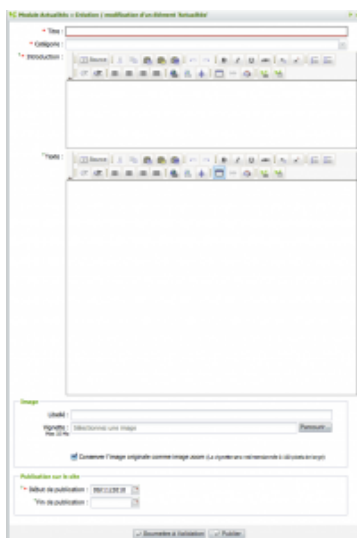 Module Actualités : Création / modification d'un élément 'Actualités'
* Titre :
* Catégorie :
* Introduction :
Source
* Texte :
Source
Image
Libellé :
Vignette : Sélectionnez une image Parcourir...
Conserver l'image originale comme image zoom
Publication sur le site
* Début de publication :
Fin de publication :
Soumettre à Validation Publier